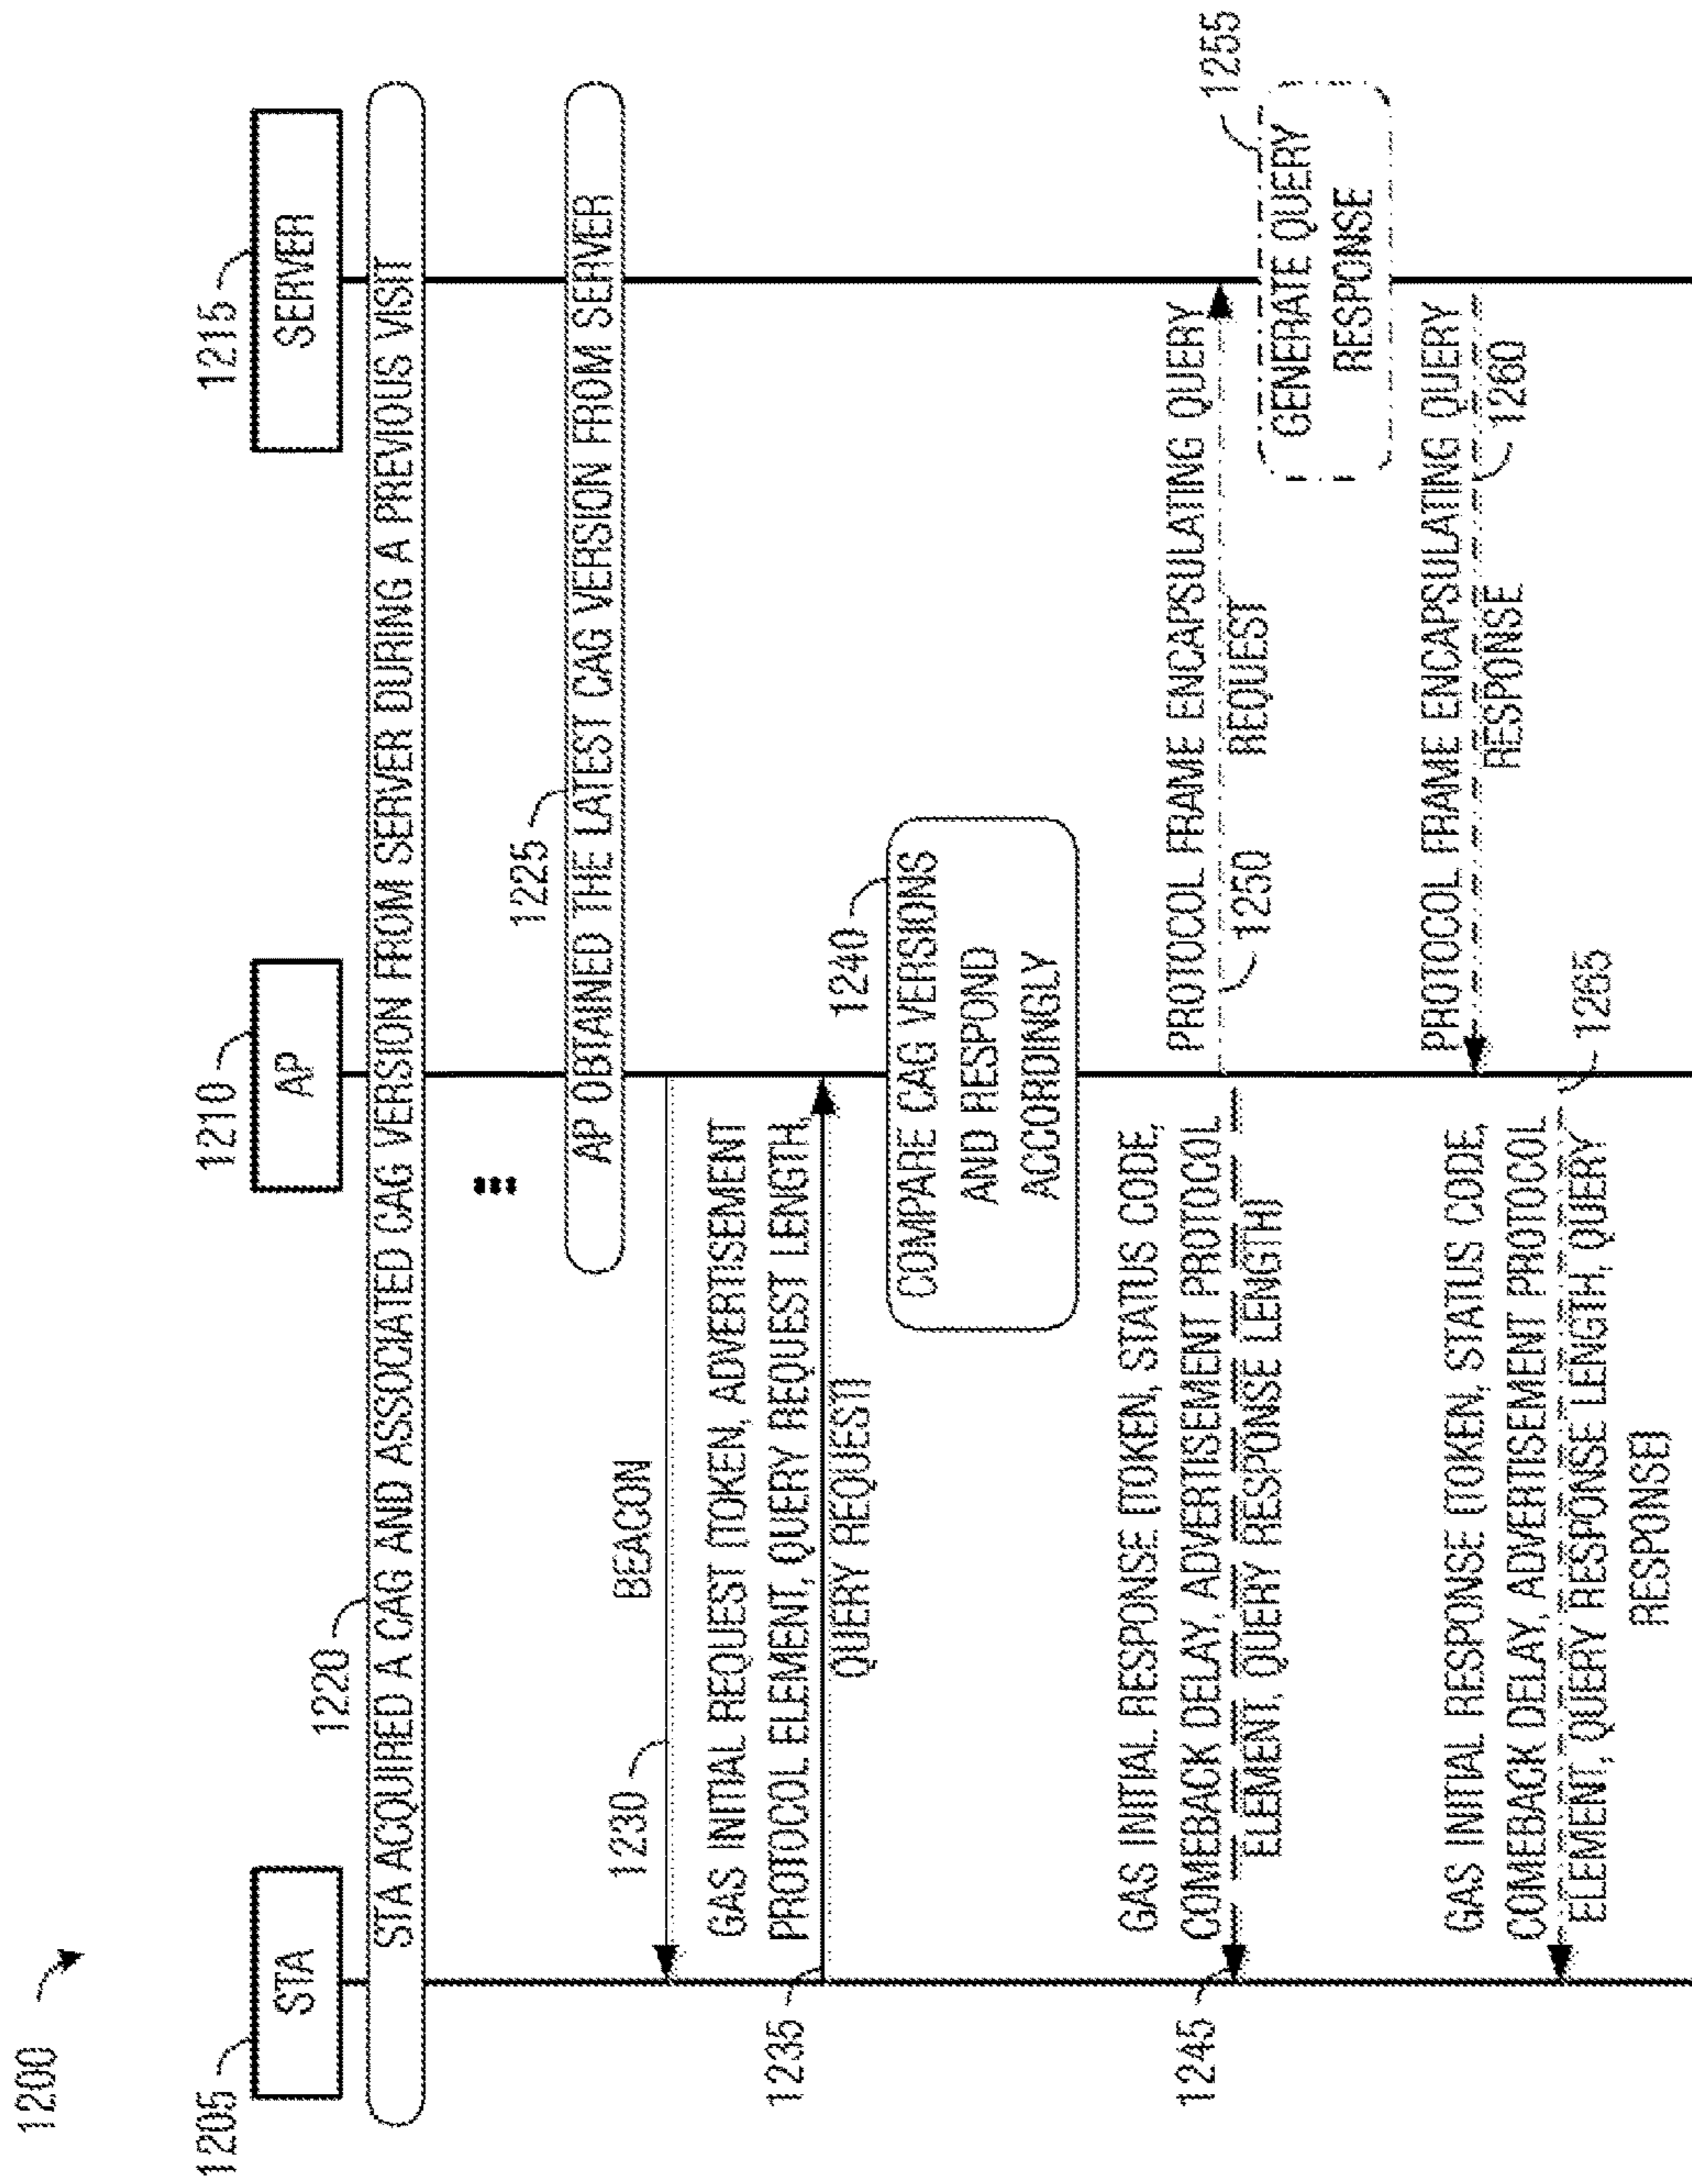 1200
1205
STA
1210
AP
1215
SERVER
1220
STA ACQUIRED A CAG AND ASSOCIATED CAG VERSION FROM SERVER DURING A PREVIOUS VISIT
1225
AP OBTAINED THE LATEST CAG VERSION FROM SERVER
1230
BEACON
GAS INITIAL REQUEST [TOKEN, ADVERTISEMENT
PROTOCOL ELEMENT, QUERY REQUEST LENGTH,
QUERY REQUEST]
1235
1240
COMPARE CAG VERSIONS
AND RESPOND
ACCORDINGLY
GAS INITIAL RESPONSE [TOKEN, STATUS CODE,
COMEBACK DELAY, ADVERTISEMENT PROTOCOL
ELEMENT, QUERY RESPONSE LENGTH]
1245
PROTOCOL FRAME ENCAPSULATING QUERY
REQUEST
1250
1255
GENERATE QUERY
RESPONSE
PROTOCOL FRAME ENCAPSULATING QUERY
RESPONSE
1260
GAS INITIAL RESPONSE [TOKEN, STATUS CODE,
COMEBACK DELAY, ADVERTISEMENT PROTOCOL
ELEMENT, QUERY RESPONSE LENGTH, QUERY
RESPONSE]
1265